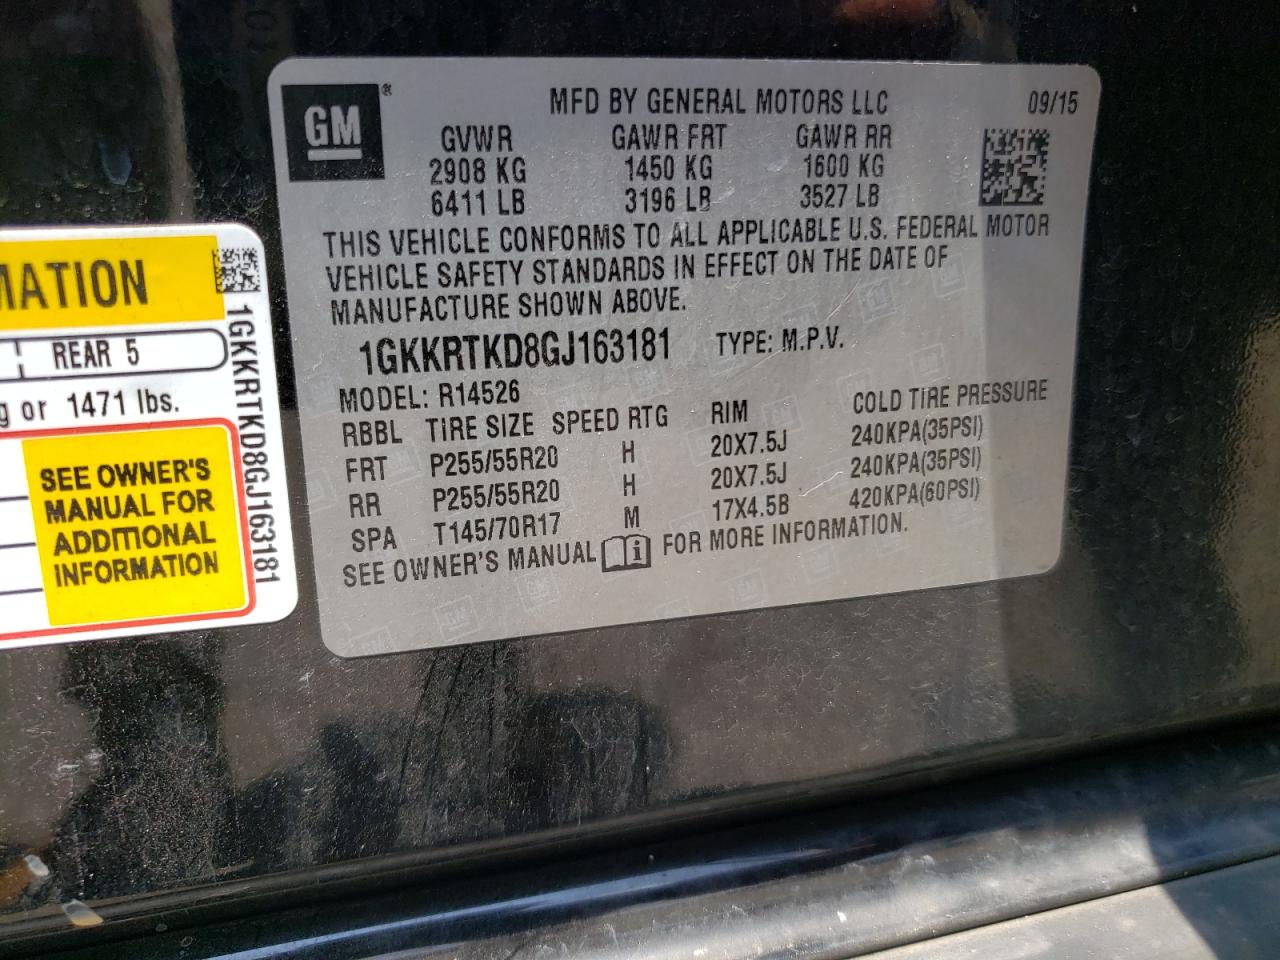 GM®
MFD BY GENERAL MOTORS LLC 09/15
GVWR GAWR FRT GAWR RR
2908 KG 1450 KG 1600 KG
6411 LB 3196 LB 3527 LB
THIS VEHICLE CONFORMS TO ALL APPLICABLE U.S. FEDERAL MOTOR
VEHICLE SAFETY STANDARDS IN EFFECT ON THE DATE OF
MANUFACTURE SHOWN ABOVE.
1GKKRTKD8GJ163181 TYPE: M.P.V.
MODEL: R14526
RBBL TIRE SIZE SPEED RTG RIM COLD TIRE PRESSURE
FRT P255/55R20 H 20X7.5J 240KPA(35PSI)
RR P255/55R20 H 20X7.5J 240KPA(35PSI)
SPA T145/70R17 M 17X4.5B 420KPA(60PSI)
SEE OWNER'S MANUAL i FOR MORE INFORMATION.
MATION
REAR 5
g or 1471 lbs.
SEE OWNER'S
MANUAL FOR
ADDITIONAL
INFORMATION
1GKKRTKD8GJ163181